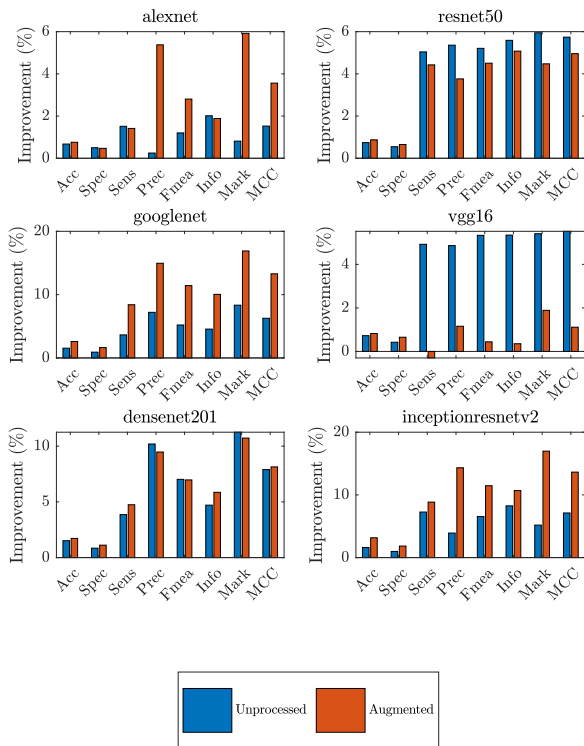 alexnet
6
4
2
0
Improvement (%)
Acc Spec Sens Prec Fmea Info Mark MCC
resnet50
6
4
2
0
Improvement (%)
Acc Spec Sens Prec Fmea Info Mark MCC
googlenet
20
10
0
Improvement (%)
Acc Spec Sens Prec Fmea Info Mark MCC
vgg16
4
2
0
Improvement (%)
Acc Spec Sens Prec Fmea Info Mark MCC
densenet201
10
5
0
Improvement (%)
Acc Spec Sens Prec Fmea Info Mark MCC
inceptionresnetv2
20
10
0
Improvement (%)
Acc Spec Sens Prec Fmea Info Mark MCC
Unprocessed Augmented